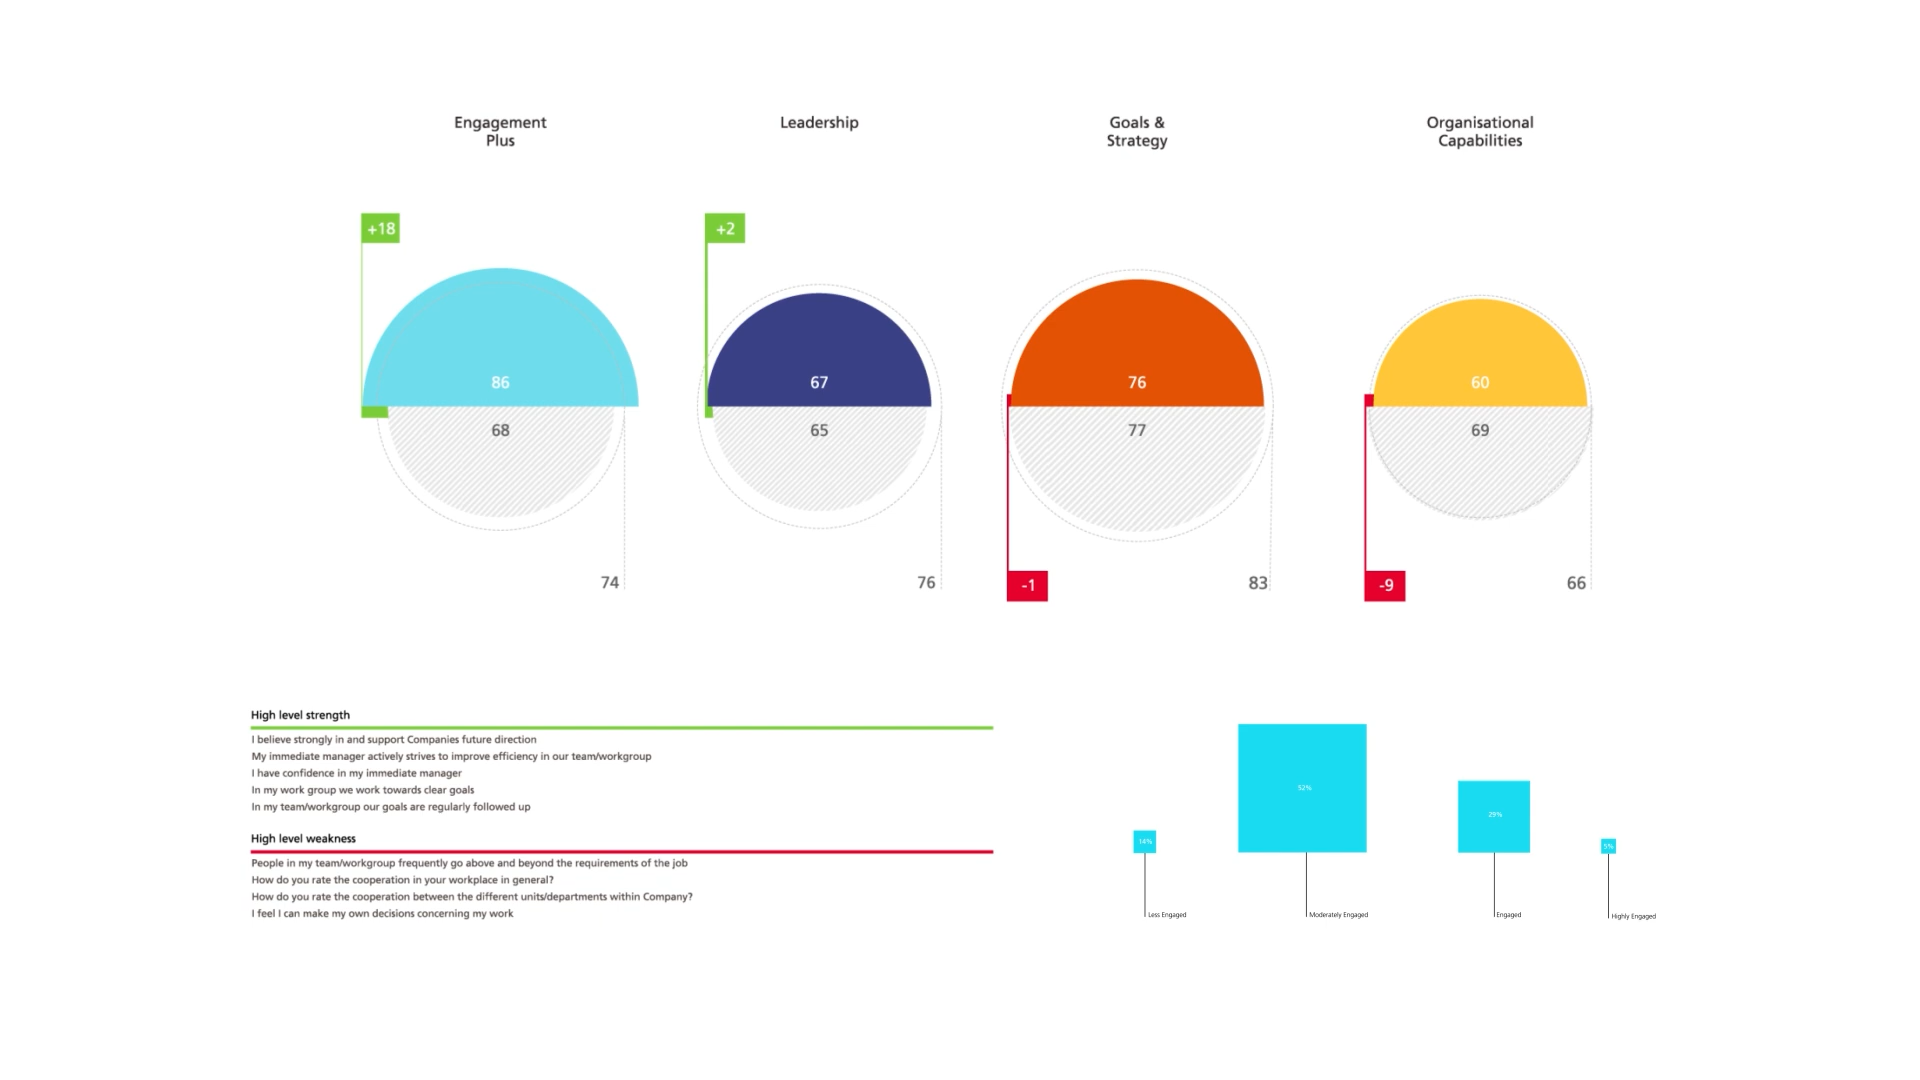 Engagement
Plus
Leadership
Goals &
Strategy
Organisational
Capabilities
+18
+2
86
67
76
60
68
65
77
69
74
76
-1
83
-9
66
High level strength
I believe strongly in and support Companies future direction
My immediate manager actively strives to improve efficiency in our team/workgroup
I have confidence in my immediate manager
In my work group we work towards clear goals
In my team/workgroup our goals are regularly followed up
High level weakness
People in my team/workgroup frequently go above and beyond the requirements of the job
How do you rate the cooperation in your workplace in general?
How do you rate the cooperation between the different units/departments within Company?
I feel I can make my own decisions concerning my work
14%
52%
29%
5%
Less Engaged
Moderately Engaged
Engaged
Highly Engaged